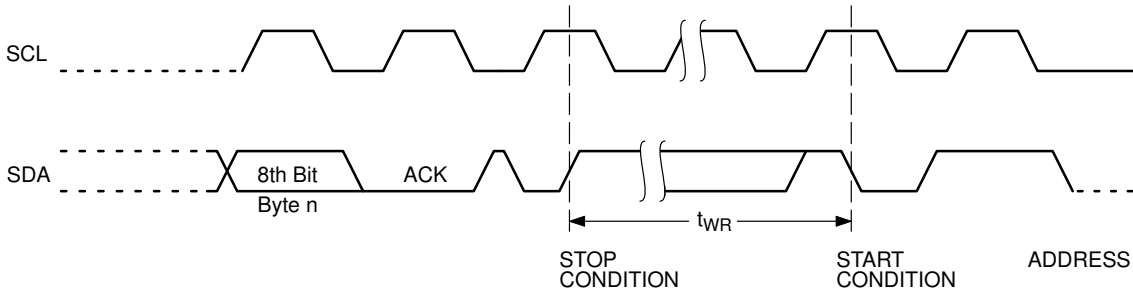 SCL
SDA
8th Bit
Byte n
ACK
tWR
STOP
CONDITION
START
CONDITION
ADDRESS